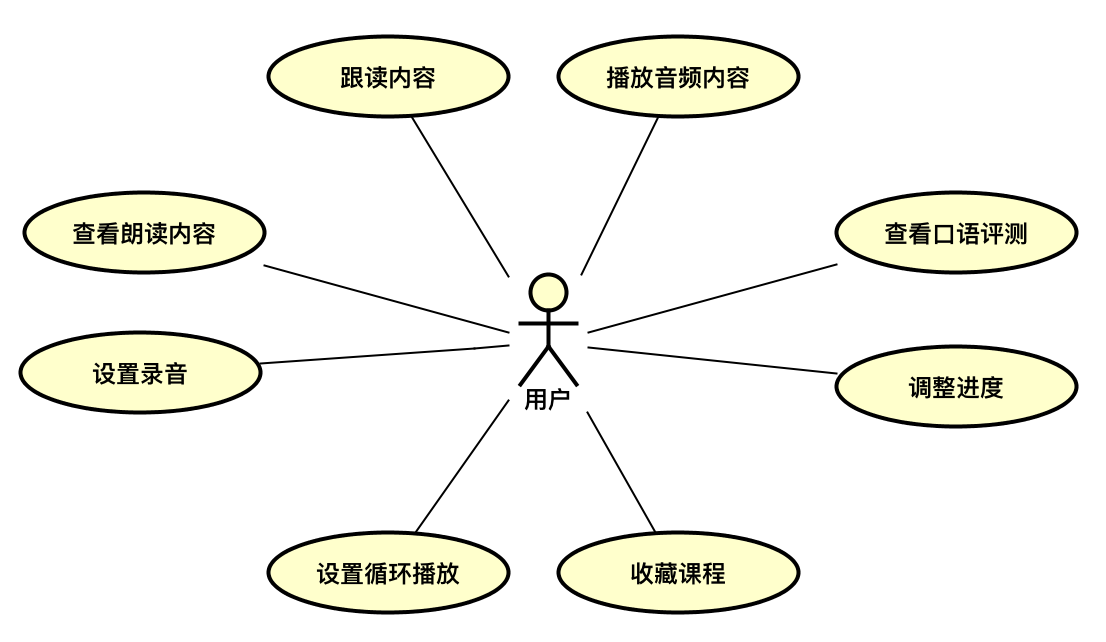 跟读内容
播放音频内容
查看朗读内容
查看口语评测
设置录音
调整进度
用户
设置循环播放
收藏课程